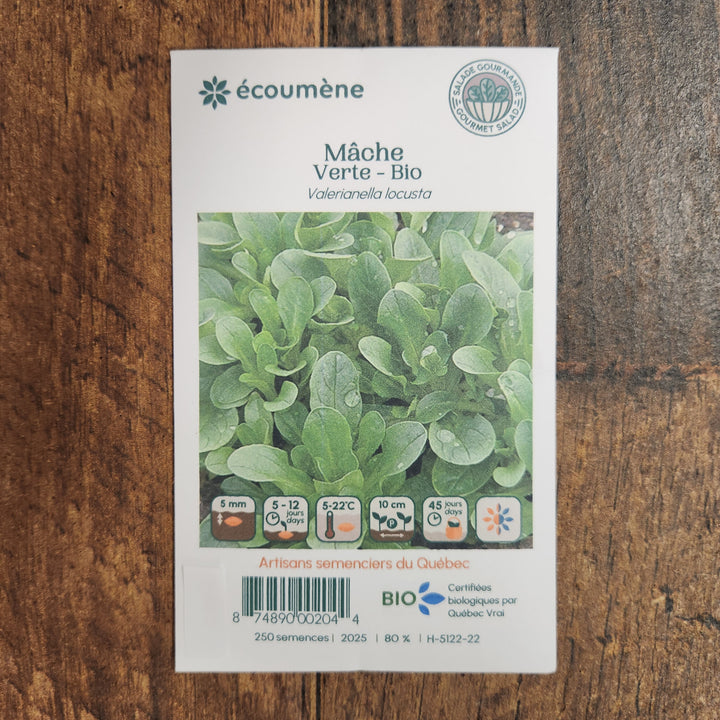 écoumène
SALADE GOURMANDE
GOURMET SALAD
Mâche
Verte - Bio
Valerianella locusta
5 mm
5 - 12
jours
days
5-22°C
10 cm
P
45 jours
days
Artisans semenciers du Québec
8 74890 00204 4
BIO
Certifiées
biologiques par
Québec Vrai
250 semences | 2025 | 80 % | H-5122-22